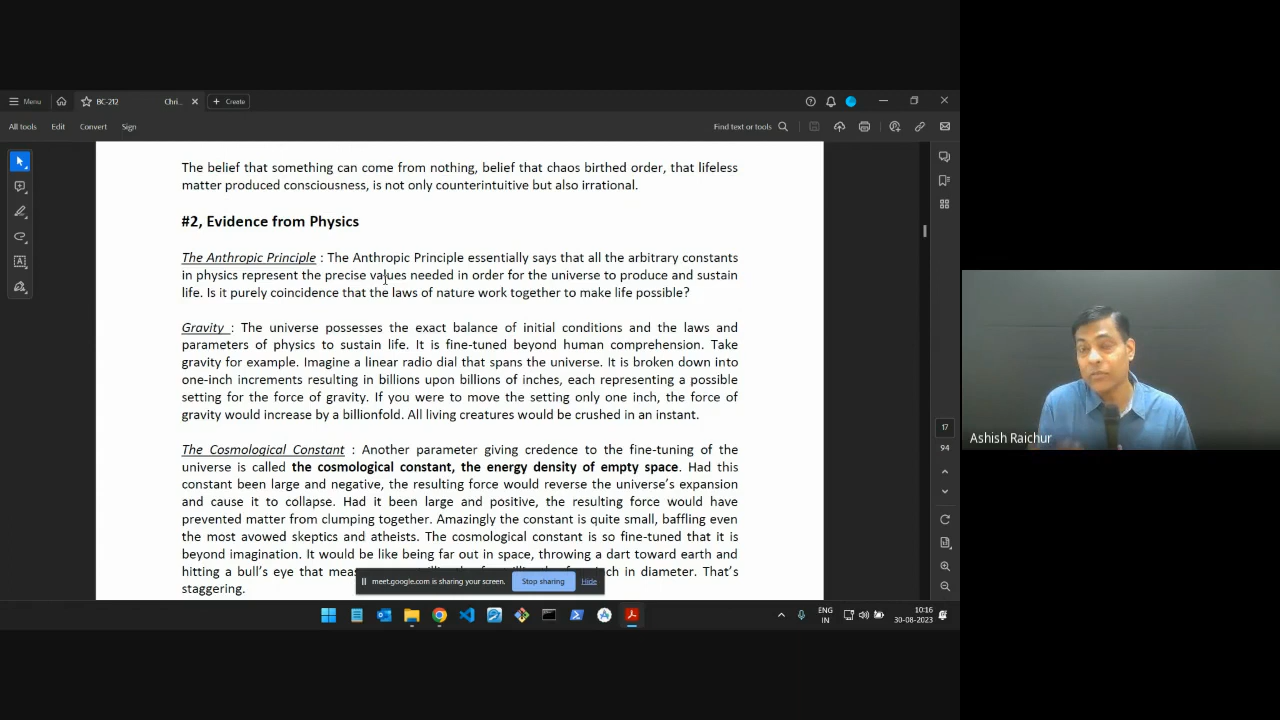 Menu
BC-212
Chri...
Create
All tools
Edit
Convert
Sign
Find text or tools
The belief that something can come from nothing, belief that chaos birthed order, that lifeless
matter produced consciousness, is not only counterintuitive but also irrational.
#2, Evidence from Physics
The Anthropic Principle : The Anthropic Principle essentially says that all the arbitrary constants
in physics represent the precise values needed in order for the universe to produce and sustain
life. Is it purely coincidence that the laws of nature work together to make life possible?
Gravity : The universe possesses the exact balance of initial conditions and the laws and
parameters of physics to sustain life. It is fine-tuned beyond human comprehension. Take
gravity for example. Imagine a linear radio dial that spans the universe. It is broken down into
one-inch increments resulting in billions upon billions of inches, each representing a possible
setting for the force of gravity. If you were to move the setting only one inch, the force of
gravity would increase by a billionfold. All living creatures would be crushed in an instant.
The Cosmological Constant : Another parameter giving credence to the fine-tuning of the
universe is called the cosmological constant, the energy density of empty space. Had this
constant been large and negative, the resulting force would reverse the universe's expansion
and cause it to collapse. Had it been large and positive, the resulting force would have
prevented matter from clumping together. Amazingly the constant is quite small, baffling even
the most avowed skeptics and atheists. The cosmological constant is so fine-tuned that it is
beyond imagination. It would be like being far out in space, throwing a dart toward earth and
hitting a bull's eye that in diameter. That's
staggering.
meet.google.com is sharing your screen.
Stop sharing
Hide
17
94
ENG
IN
10:16
30-08-2023
Ashish Raichur